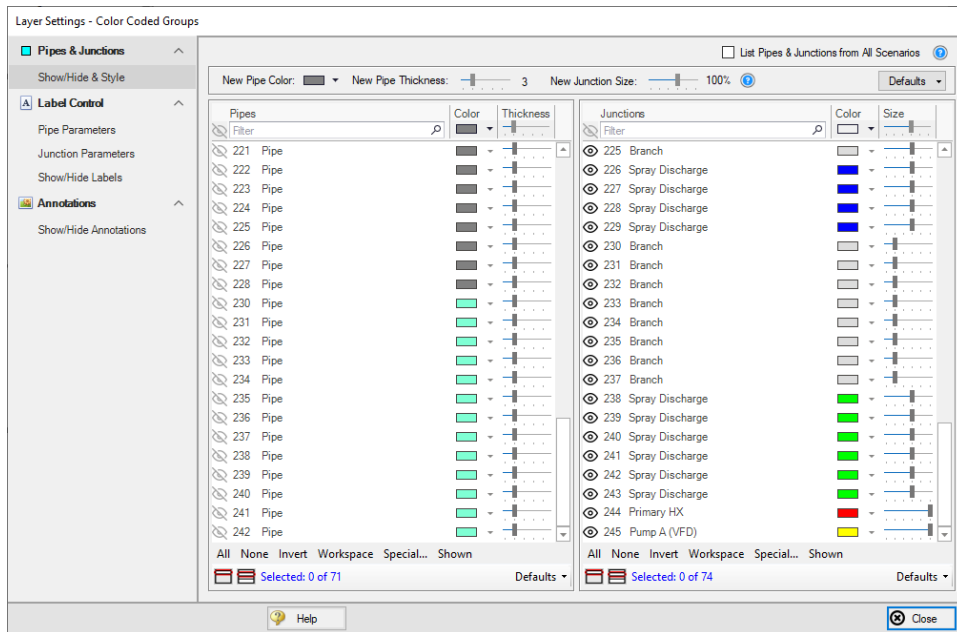 Layer Settings - Color Coded Groups
Pipes & Junctions
Show/Hide & Style
A Label Control
Pipe Parameters
Junction Parameters
Show/Hide Labels
Annotations
Show/Hide Annotations
List Pipes & Junctions from All Scenarios ?
New Pipe Color: New Pipe Thickness: 3 New Junction Size: 100% ? Defaults
Pipes Color Thickness
Filter
221 Pipe
222 Pipe
223 Pipe
224 Pipe
225 Pipe
226 Pipe
227 Pipe
228 Pipe
230 Pipe
231 Pipe
232 Pipe
233 Pipe
234 Pipe
235 Pipe
236 Pipe
237 Pipe
238 Pipe
239 Pipe
240 Pipe
241 Pipe
242 Pipe
All None Invert Workspace Special... Shown
Selected: 0 of 71 Defaults
Junctions Color Size
Filter
225 Branch
226 Spray Discharge
227 Spray Discharge
228 Spray Discharge
229 Spray Discharge
230 Branch
231 Branch
232 Branch
233 Branch
234 Branch
235 Branch
236 Branch
237 Branch
238 Spray Discharge
239 Spray Discharge
240 Spray Discharge
241 Spray Discharge
242 Spray Discharge
243 Spray Discharge
244 Primary HX
245 Pump A (VFD)
All None Invert Workspace Special... Shown
Selected: 0 of 74 Defaults
? Help
Close